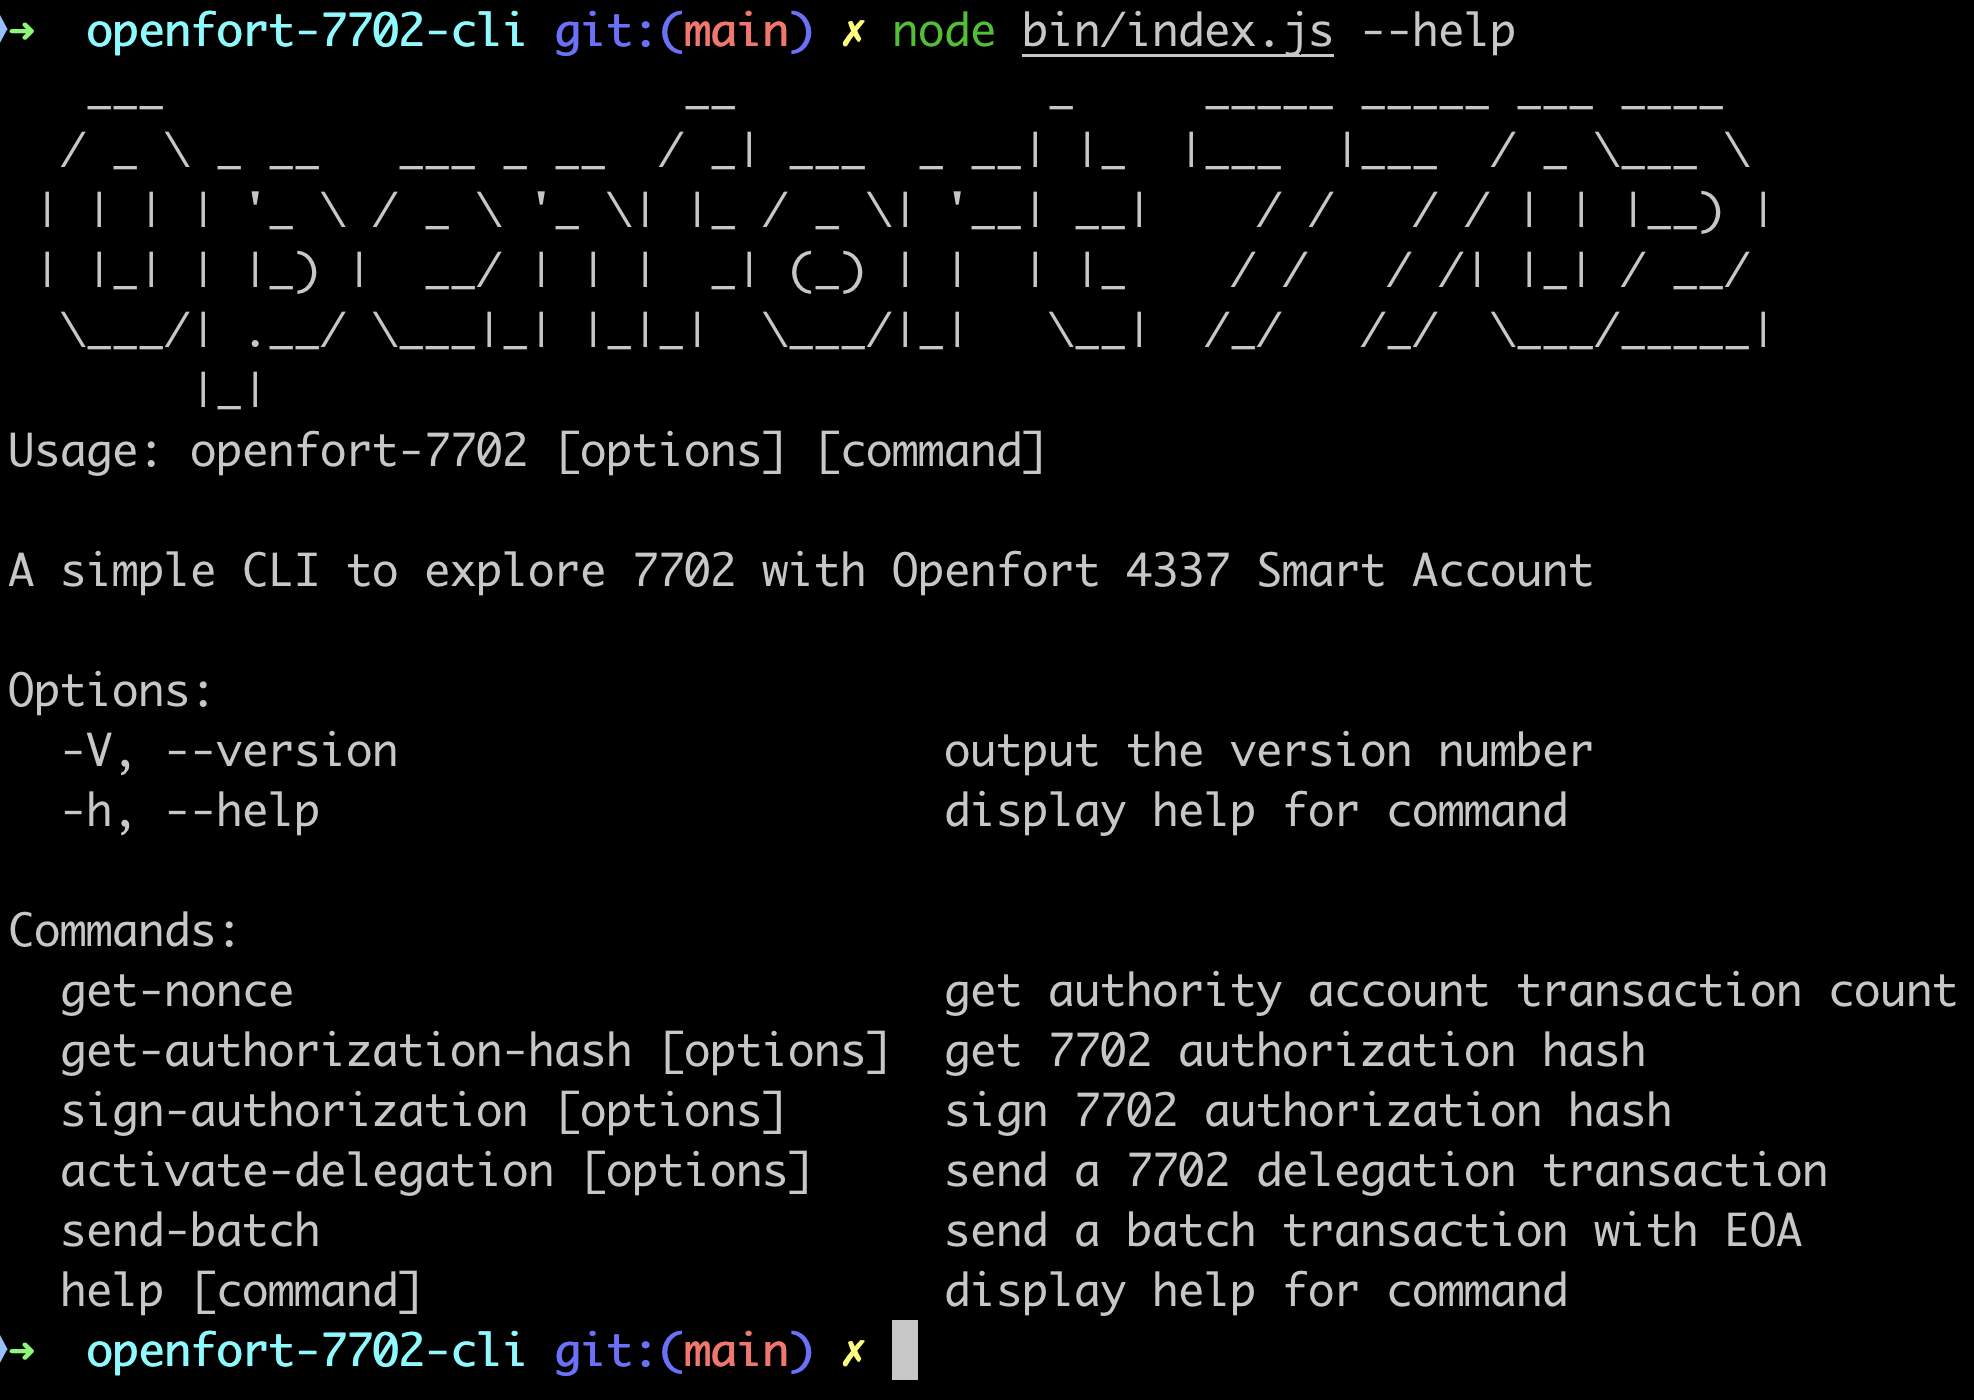 ➜  openfort-7702-cli git:(main) ✗ node bin/index.js --help
   ___                    __            _     _____ _____ ___ ____
  / _ \ _ __   ___ _ __  / _| ___  _ __| |_  |___  |___  / _ \___ \
 | | | | '_ \ / _ \ '_ \| |_ / _ \| '__| __|    / /   / / | | |__) |
 | |_| | |_) |  __/ | | |  _| (_) | |  | |_    / /   / /| |_| / __/
  \___/| .__/ \___|_| |_|_|  \___/|_|   \__|  /_/   /_/  \___/_____|
       |_|
Usage: openfort-7702 [options] [command]
A simple CLI to explore 7702 with Openfort 4337 Smart Account
Options:
  -V, --version                     output the version number
  -h, --help                        display help for command
Commands:
  get-nonce                         get authority account transaction count
  get-authorization-hash [options]  get 7702 authorization hash
  sign-authorization [options]      sign 7702 authorization hash
  activate-delegation [options]     send a 7702 delegation transaction
  send-batch                        send a batch transaction with EOA
  help [command]                    display help for command
➜  openfort-7702-cli git:(main) ✗